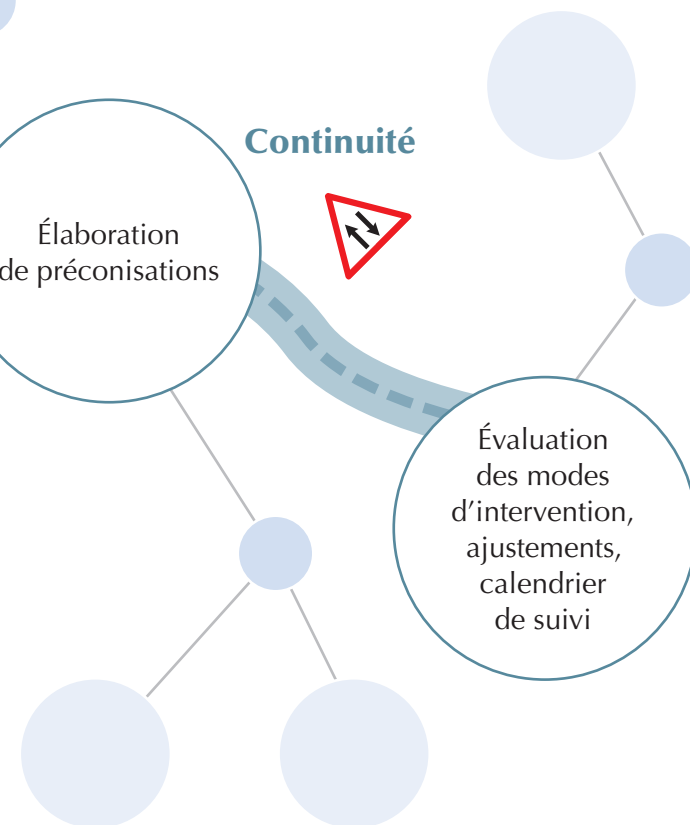 Continuité
Élaboration
de préconisations
Évaluation
des modes
d'intervention,
ajustements,
calendrier
de suivi